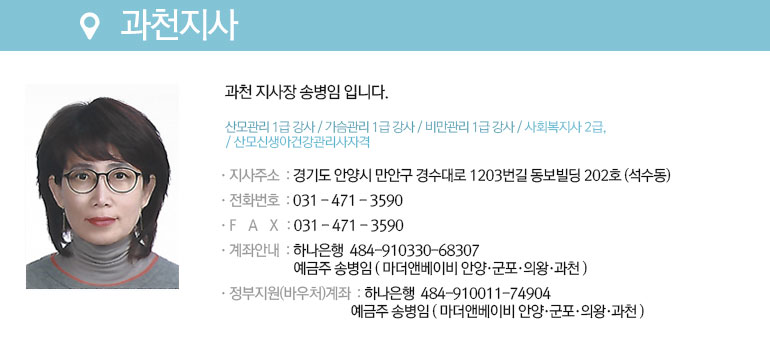 과천지사
과천 지사장 송병임 입니다.
산모관리 1급 강사 / 가슴관리 1급 강사 / 비만관리 1급 강사 / 사회복지사 2급,
/ 산모신생아건강관리사자격
· 지사주소 : 경기도 안양시 만안구 경수대로 1203번길 동보빌딩 202호 (석수동)
· 전화번호 : 031 - 471 - 3590
· F A X : 031 - 471 - 3590
· 계좌안내 : 하나은행 484-910330-68307
예금주 송병임 ( 마더앤베이비 안양·군포·의왕·과천 )
· 정부지원(바우처)계좌 : 하나은행 484-910011-74904
예금주 송병임 ( 마더앤베이비 안양·군포·의왕·과천 )